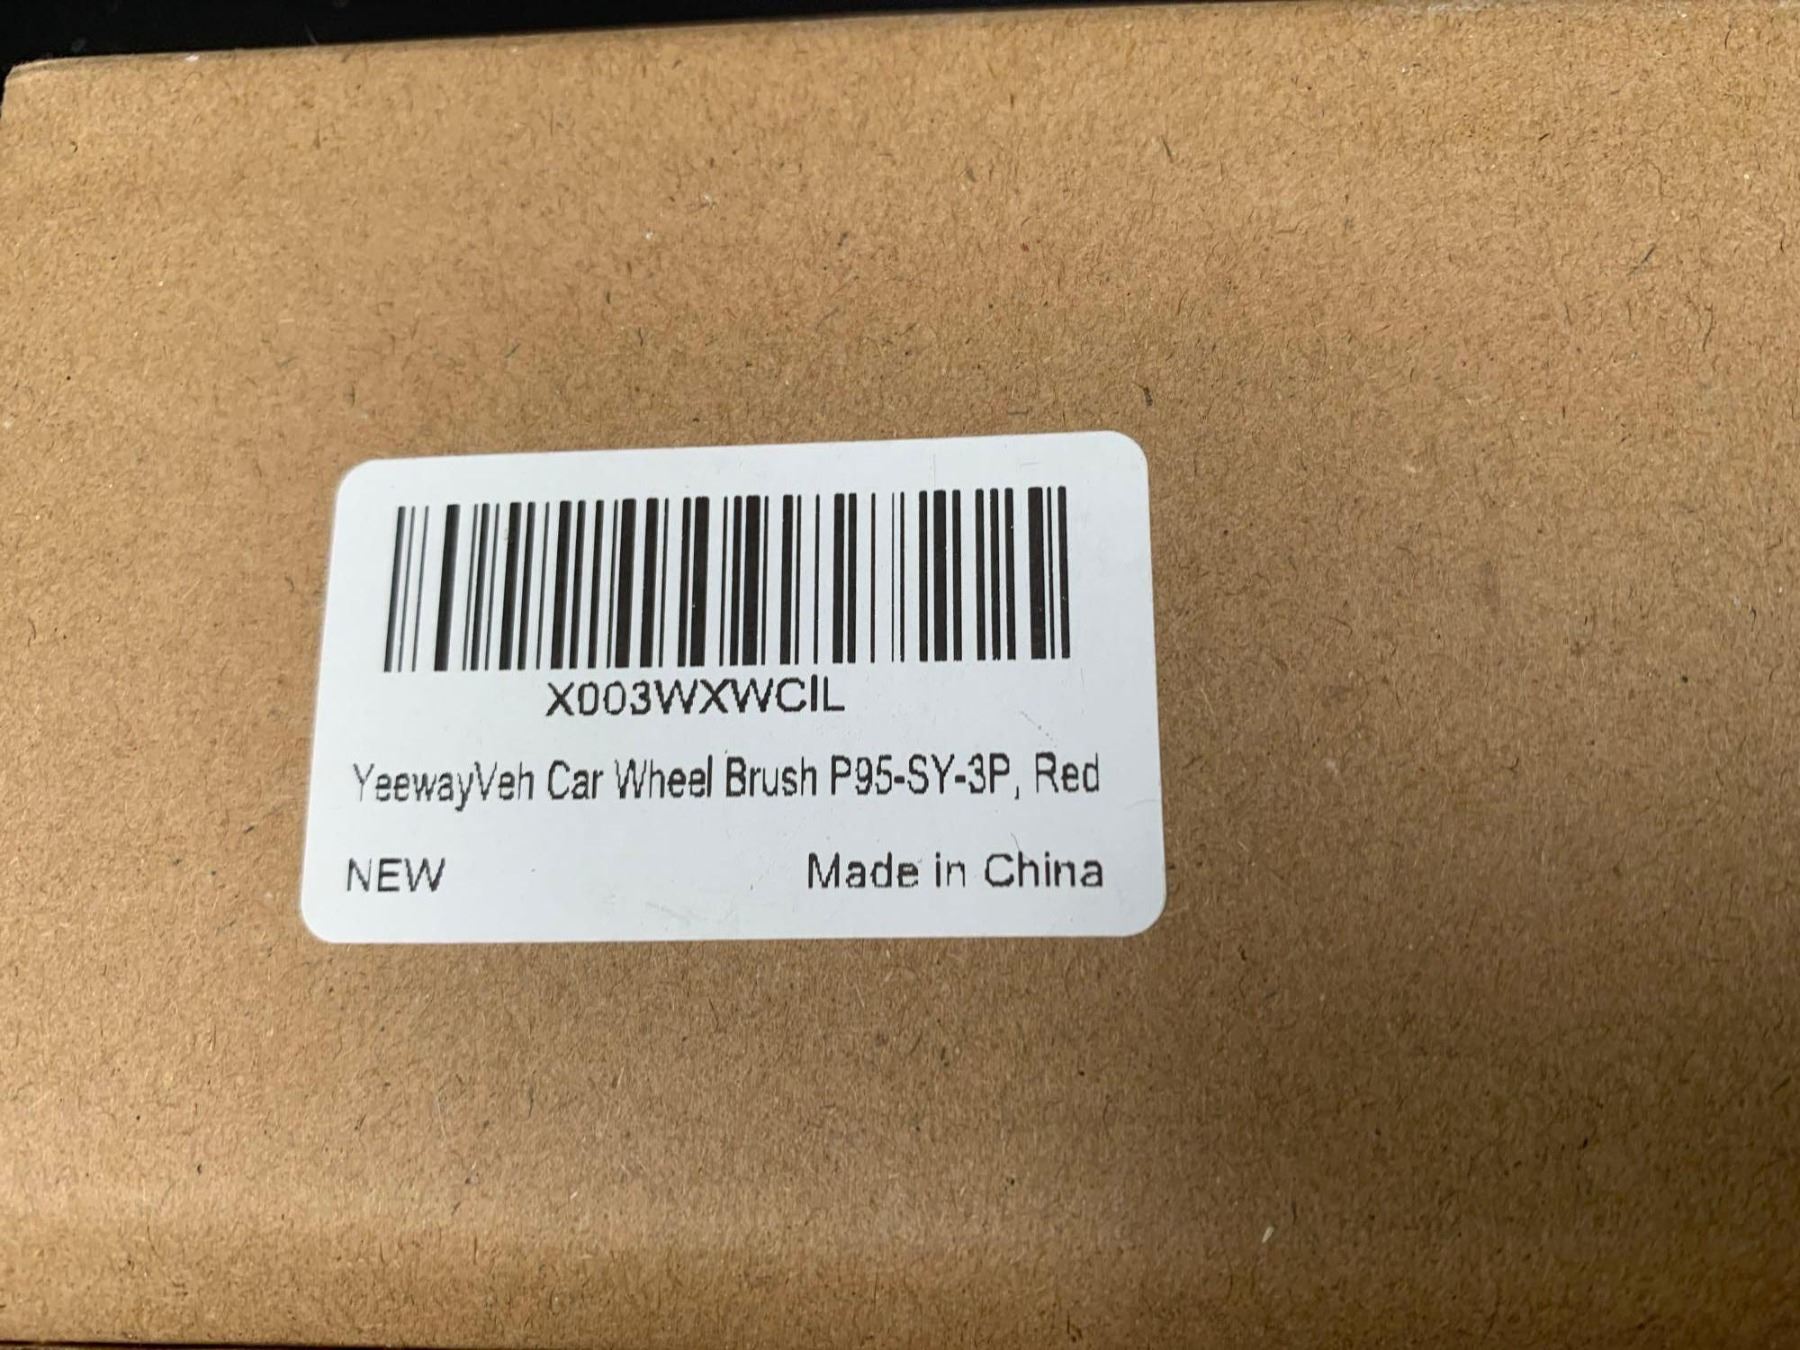 X003WXWCIL
YeewayVeh Car Wheel Brush P95-SY-3P, Red
NEW
Made in China